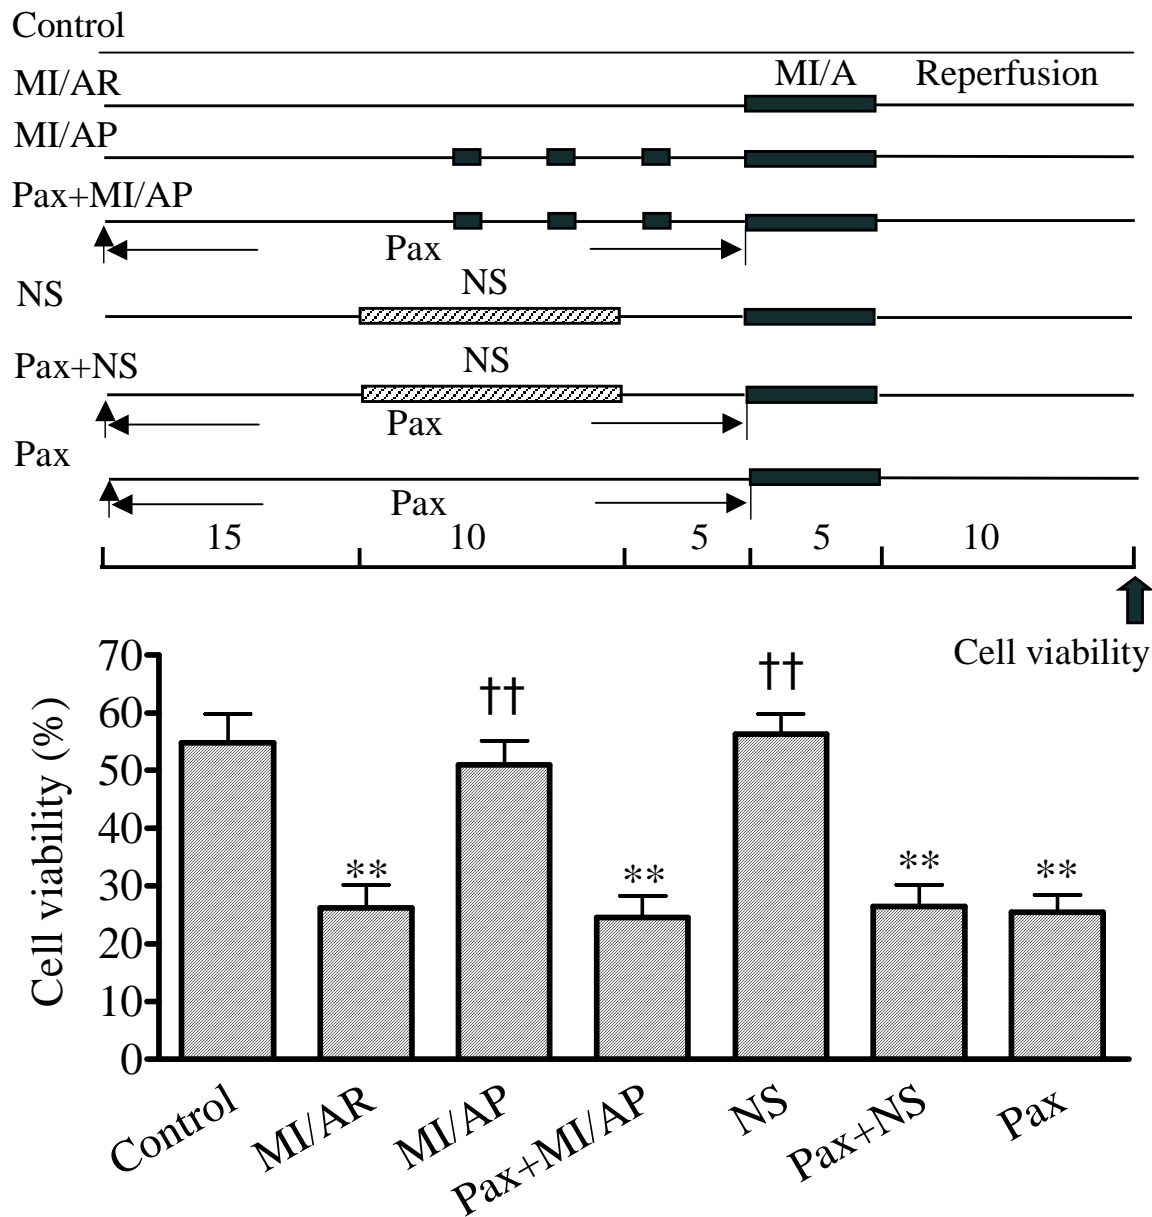 Control
MI/AR MI/A Reperfusion
MI/AP
Pax+MI/AP
Pax
NS NS
Pax+NS NS
Pax
Pax
Pax
15 10 5 5 10
Cell viability
Cell viability (%)
70
60
50
40
30
20
10
0
††
††
**
**
**
**
Control MI/AR MI/AP Pax+MI/AP NS Pax+NS Pax